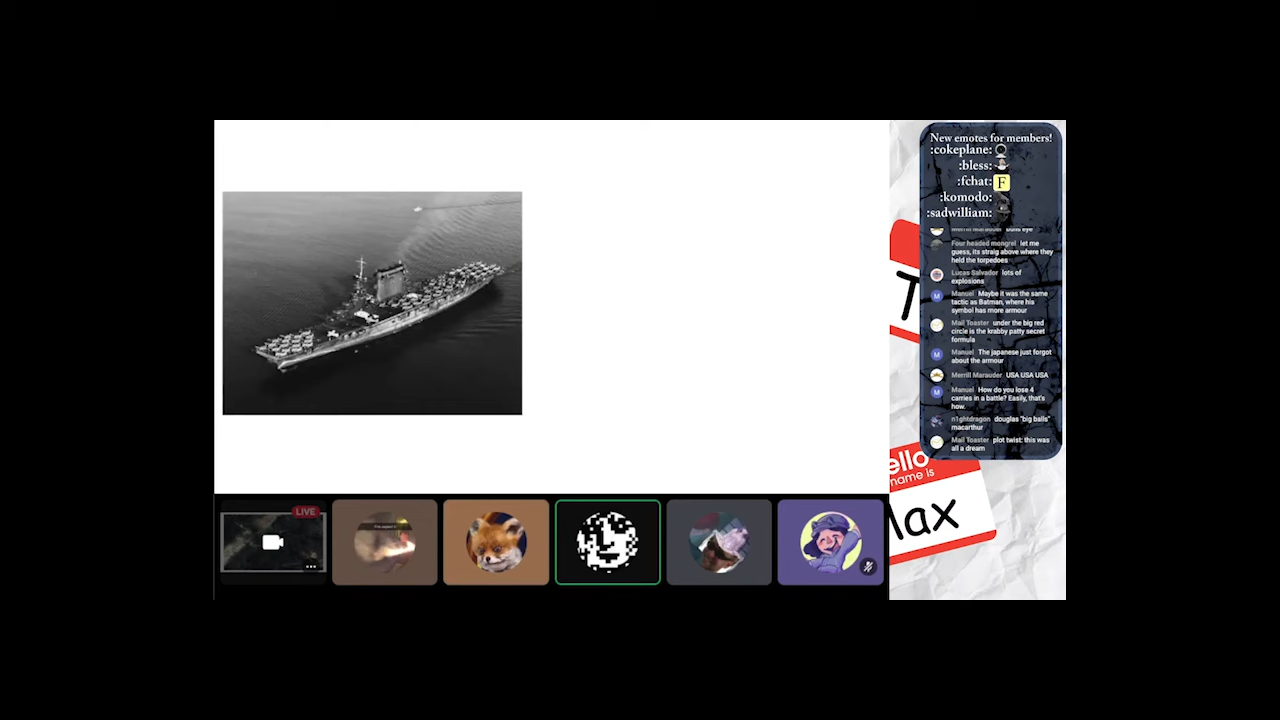 New emotes for members!
:cokeplane:
:bless:
:fchat: F
:komodo:
:sadwilliam:
Four headed mongrel let me
guess, its straig above where they
held the torpedoes
Lucas Salvador lots of
explosions
M Manuel Maybe it was the same
tactic as Batman, where his
symbol has more armour
Mail Toaster under the big red
circle is the krabby patty secret
formula
M Manuel The japanese just forgot
about the armour
Merrill Marauder USA USA USA
M Manuel How do you lose 4
carries in a battle? Easily, that's
how.
n1ghtdragon douglas "big balls"
macarthur
Mail Toaster plot twist: this was
all a dream
LIVE
ello
name is
Max